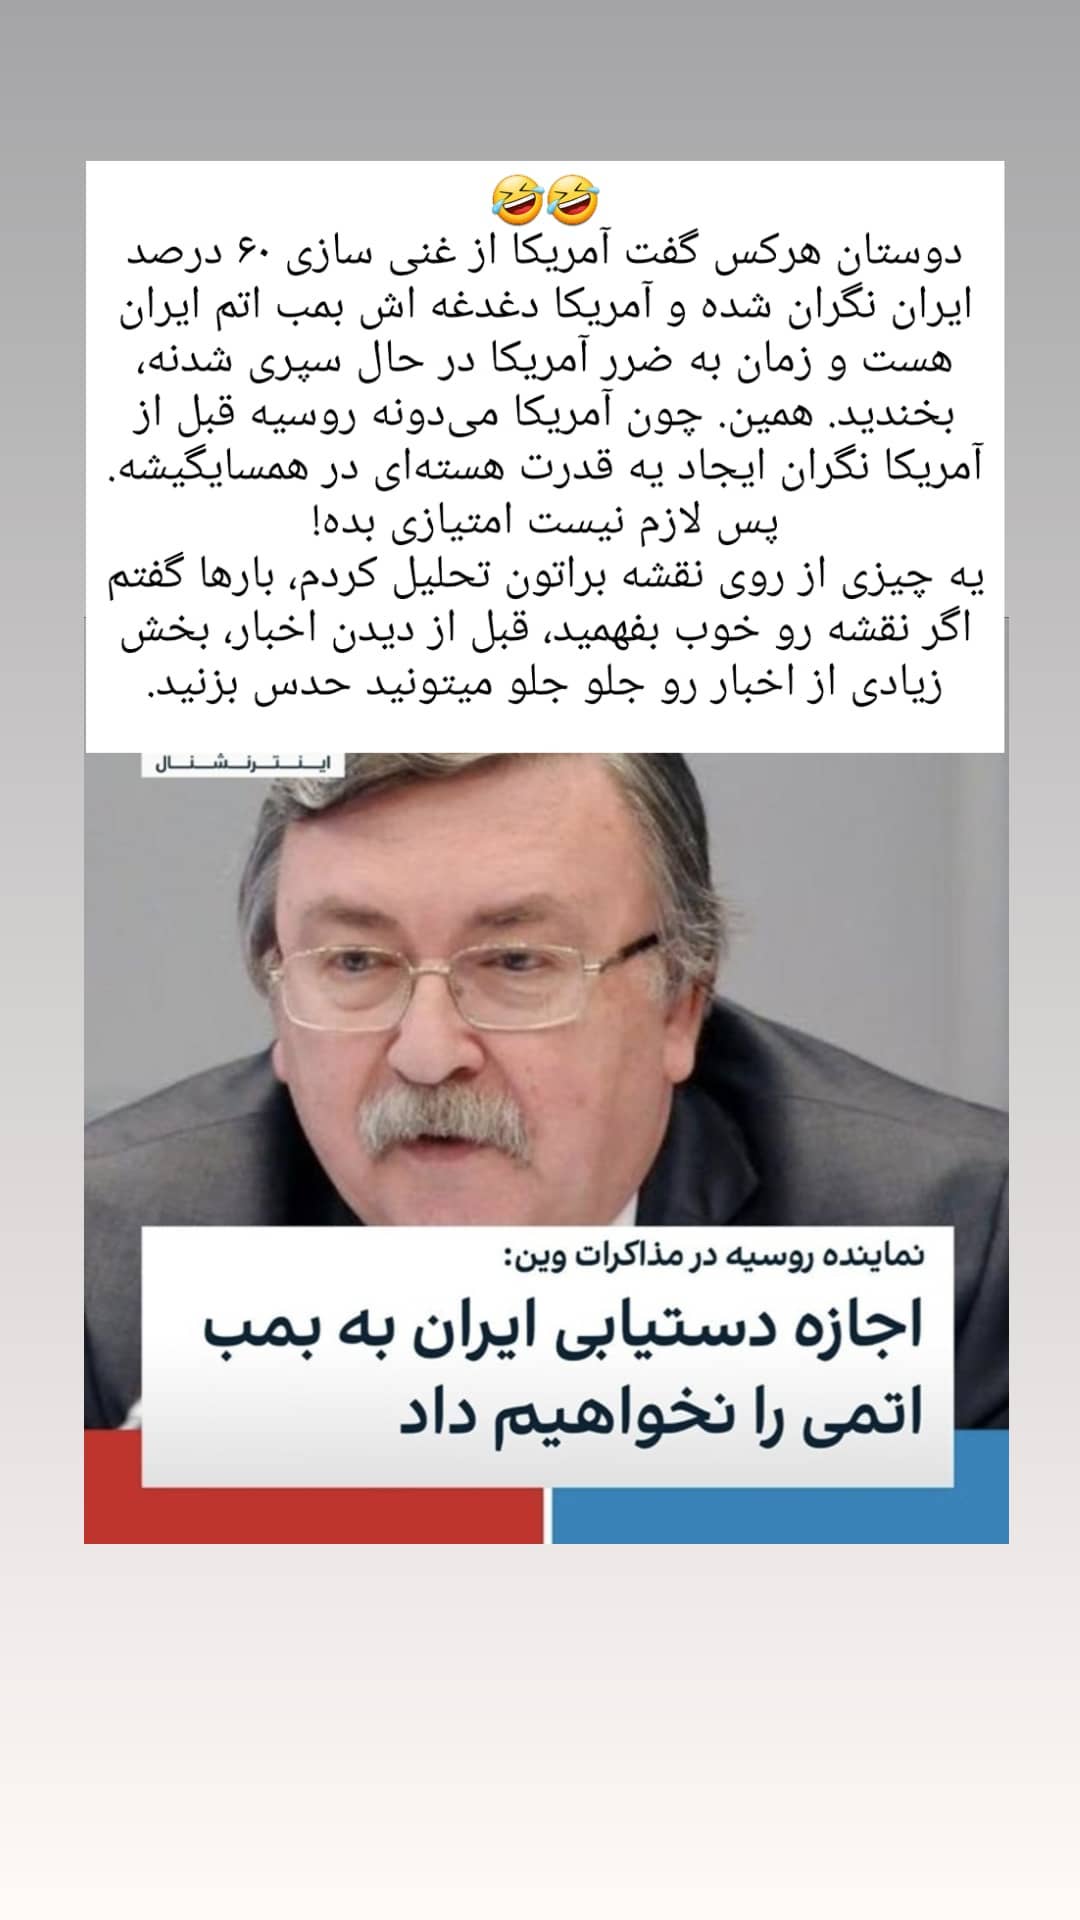 🤣🤣
دوستان هرکس گفت آمریکا از غنی سازی ۶۰ درصد
ایران نگران شده و آمریکا دغدغه اش بمب اتم ایران
هست و زمان به ضرر آمریکا در حال سپری شدنه،
بخندید. همین. چون آمریکا می‌دونه روسیه قبل از
آمریکا نگران ایجاد یه قدرت هسته‌ای در همسایگیشه.
پس لازم نیست امتیازی بده!
یه چیزی از روی نقشه براتون تحلیل کردم، بارها گفتم
اگر نقشه رو خوب بفهمید، قبل از دیدن اخبار، بخش
زیادی از اخبار رو جلو جلو میتونید حدس بزنید.
اینترنشنال
نماینده روسیه در مذاکرات وین:
اجازه دستیابی ایران به بمب
اتمی را نخواهیم داد